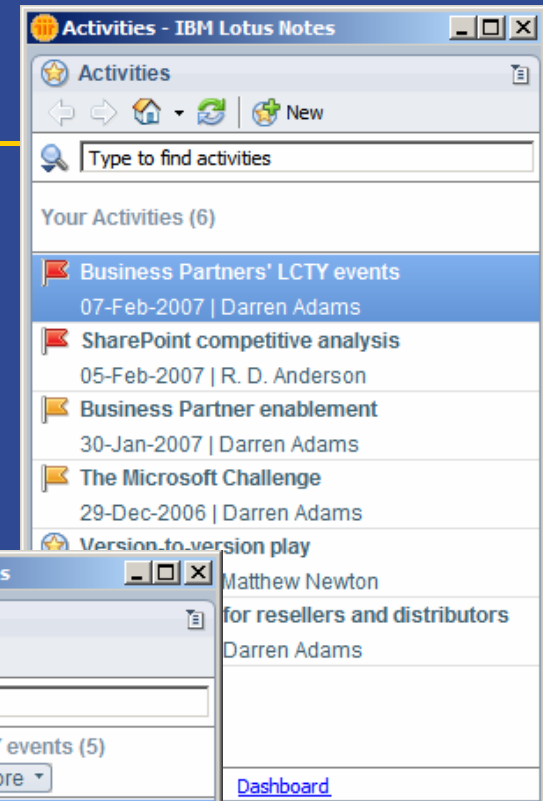 Activities - IBM Lotus Notes
Activities
New
Type to find activities
Your Activities (6)
Business Partners' LCTY events
07-Feb-2007 | Darren Adams
SharePoint competitive analysis
05-Feb-2007 | R. D. Anderson
Business Partner enablement
30-Jan-2007 | Darren Adams
The Microsoft Challenge
29-Dec-2006 | Darren Adams
Version-to-version play
Matthew Newton
for resellers and distributors
Darren Adams
events (5)
Dashboard